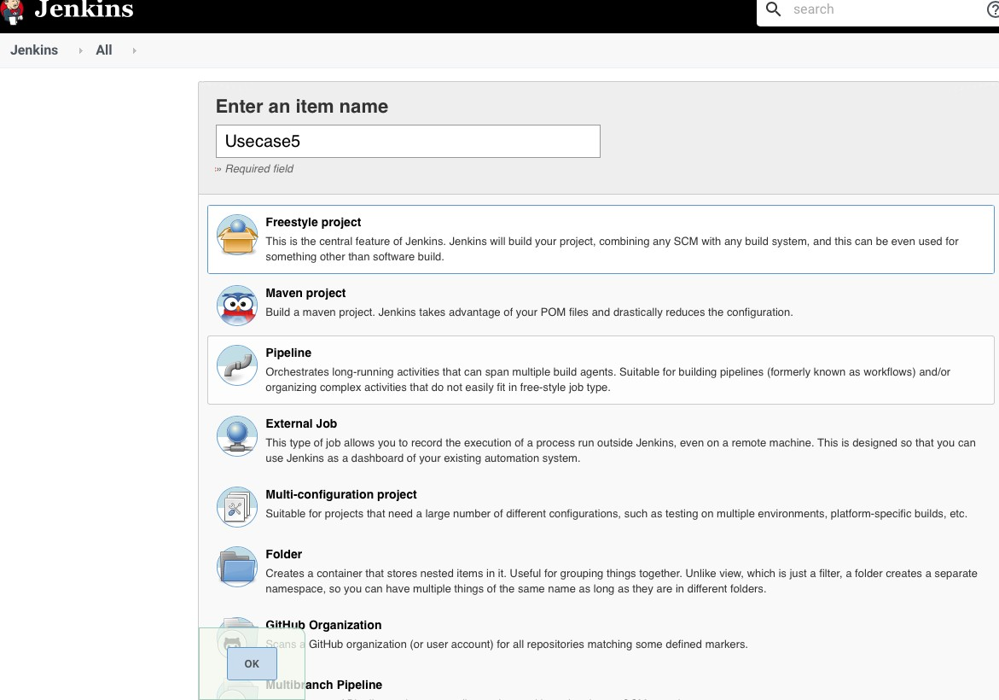 Jenkins
search
Jenkins
All
Enter an item name
Usecase5
» Required field
Freestyle project
This is the central feature of Jenkins. Jenkins will build your project, combining any SCM with any build system, and this can be even used for
something other than software build.
Maven project
Build a maven project. Jenkins takes advantage of your POM files and drastically reduces the configuration.
Pipeline
Orchestrates long-running activities that can span multiple build agents. Suitable for building pipelines (formerly known as workflows) and/or
organizing complex activities that do not easily fit in free-style job type.
External Job
This type of job allows you to record the execution of a process run outside Jenkins, even on a remote machine. This is designed so that you can
use Jenkins as a dashboard of your existing automation system.
Multi-configuration project
Suitable for projects that need a large number of different configurations, such as testing on multiple environments, platform-specific builds, etc.
Folder
Creates a container that stores nested items in it. Useful for grouping things together. Unlike view, which is just a filter, a folder creates a separate
namespace, so you can have multiple things of the same name as long as they are in different folders.
GitHub Organization
Scans a GitHub organization (or user account) for all repositories matching some defined markers.
OK
Multibranch Pipeline